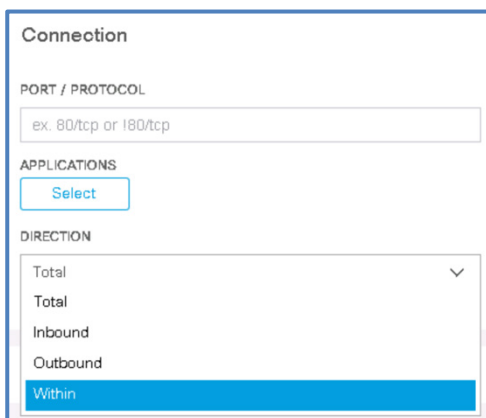 Connection
PORT / PROTOCOL
ex. 80/tcp or !80/tcp
APPLICATIONS
Select
DIRECTION
Total
Total
Inbound
Outbound
Within